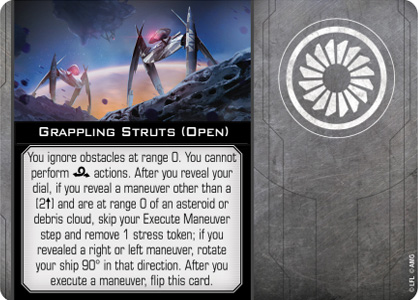 Grappling Struts (Open)
You ignore obstacles at range 0. You cannot
perform actions. After you reveal your
dial, if you reveal a maneuver other than a
(2↑) and are at range 0 of an asteroid or
debris cloud, skip your Execute Maneuver
step and remove 1 stress token; if you
revealed a right or left maneuver, rotate
your ship 90° in that direction. After you
execute a maneuver, flip this card.
©LFL ©AMG